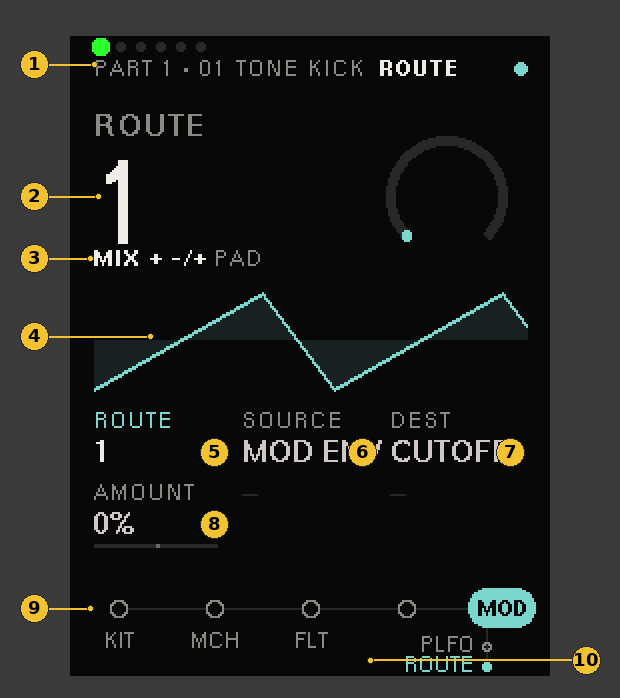 1
PART 1 · 01 TONE KICK ROUTE
ROUTE
2
1
3
MIX + -/+ PAD
4
ROUTE SOURCE DEST
1 5 MOD ENV 6 CUTOFF 7
AMOUNT — —
0% 8
9
MOD
KIT MCH FLT
PLFO
ROUTE 10